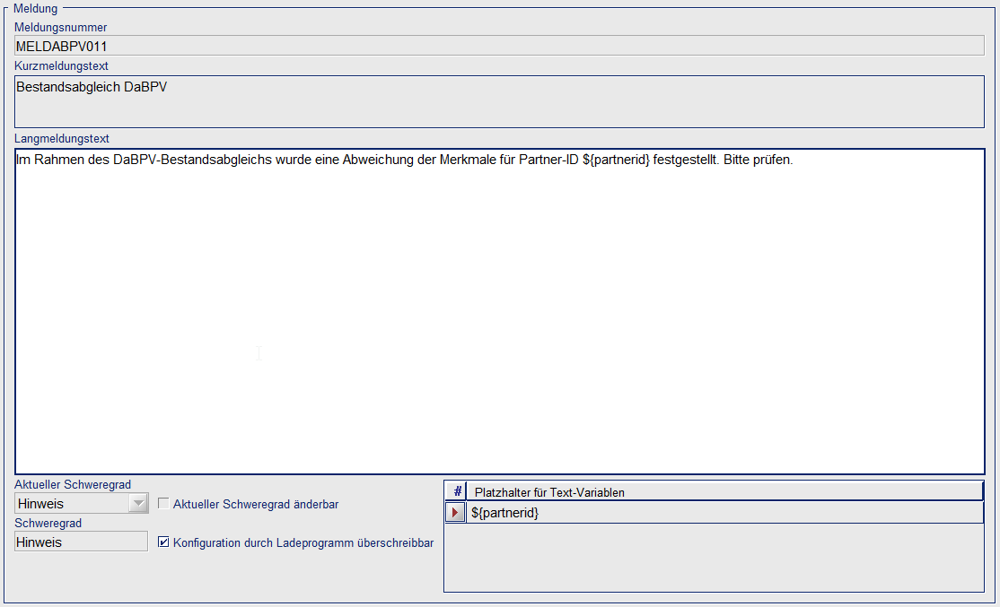 Meldung
Meldungsnummer
MELDABPV011
Kurzmeldungstext
Bestandsabgleich DaBPV
Langmeldungstext
Im Rahmen des DaBPV-Bestandsabgleichs wurde eine Abweichung der Merkmale für Partner-ID ${partnerid} festgestellt. Bitte prüfen.
Aktueller Schweregrad
Hinweis
Aktueller Schweregrad änderbar
Schweregrad
Hinweis
Konfiguration durch Ladeprogramm überschreibbar
# Platzhalter für Text-Variablen
${partnerid}